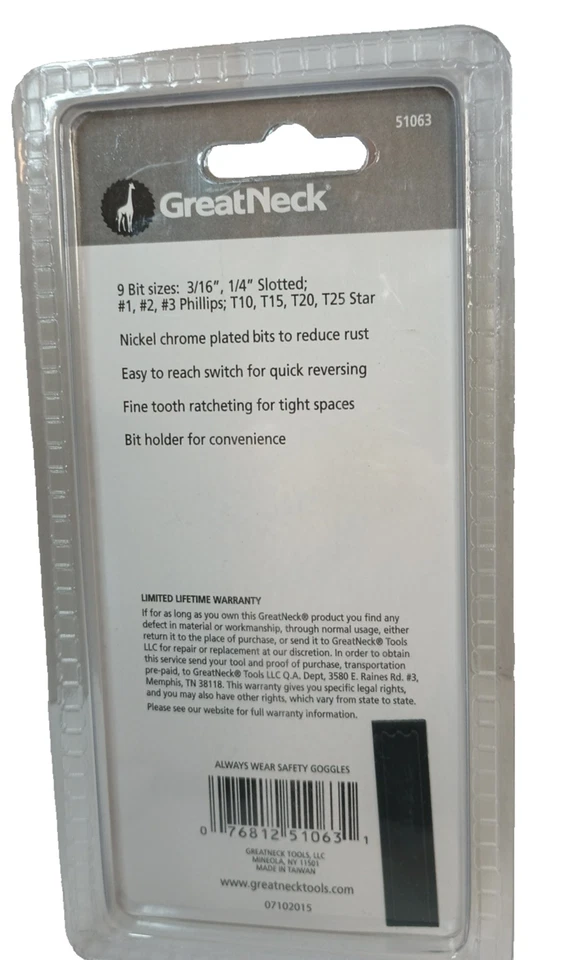 51063
GreatNeck®
9 Bit sizes: 3/16", 1/4" Slotted;
#1, #2, #3 Phillips; T10, T15, T20, T25 Star
Nickel chrome plated bits to reduce rust
Easy to reach switch for quick reversing
Fine tooth ratcheting for tight spaces
Bit holder for convenience
LIMITED LIFETIME WARRANTY
If for as long as you own this GreatNeck® product you find any
defect in material or workmanship, through normal usage, either
return it to the place of purchase, or send it to GreatNeck® Tools
LLC for repair or replacement at our discretion. In order to obtain
this service send your tool and proof of purchase, transportation
pre-paid, to GreatNeck® Tools LLC Q.A. Dept, 3580 E. Raines Rd. #3,
Memphis, TN 38118. This warranty gives you specific legal rights,
and you may also have other rights, which vary from state to state.
Please see our website for full warranty information.
ALWAYS WEAR SAFETY GOGGLES
0 76812 51063 1
GREATNECK TOOLS, LLC
MINEOLA, NY 11501
MADE IN TAIWAN
www.greatnecktools.com
07102015